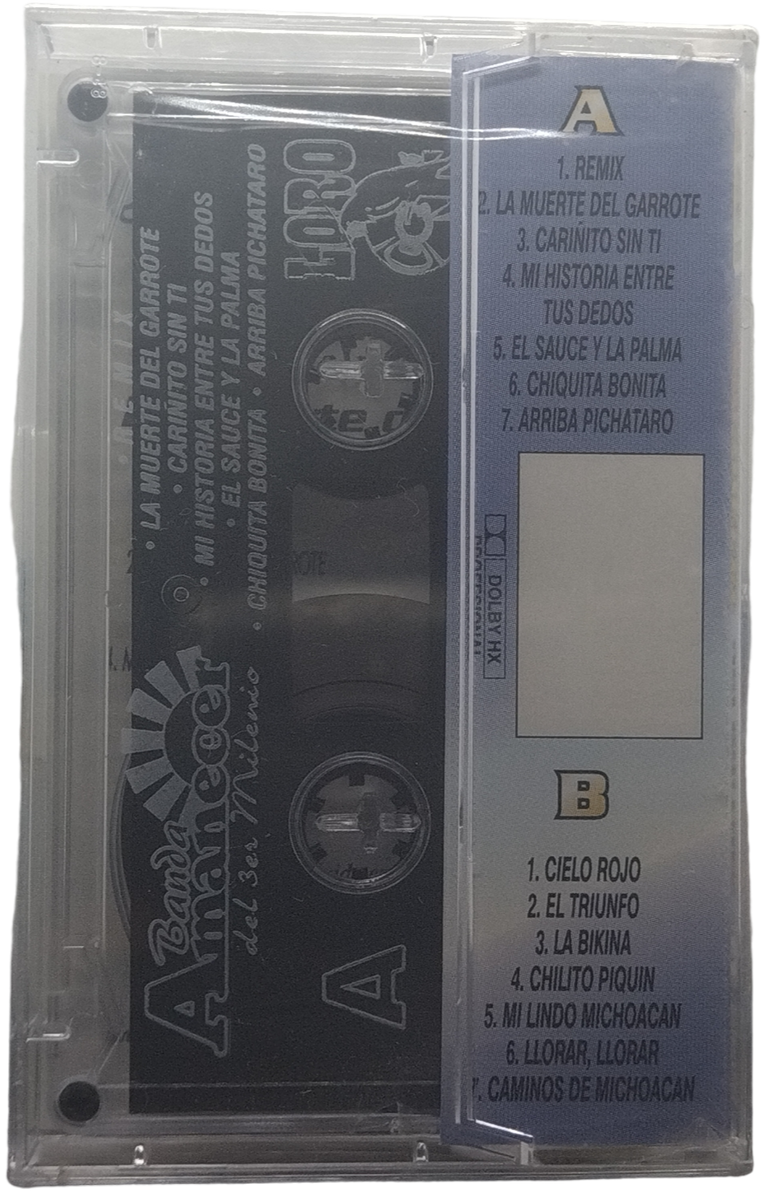 A
1. REMIX
2. LA MUERTE DEL GARROTE
3. CARIÑITO SIN TI
4. MI HISTORIA ENTRE
TUS DEDOS
5. EL SAUCE Y LA PALMA
6. CHIQUITA BONITA
7. ARRIBA PICHATARO
DOLBY HX
B
1. CIELO ROJO
2. EL TRIUNFO
3. LA BIKINA
4. CHILITO PIQUIN
5. MI LINDO MICHOACAN
6. LLORAR, LLORAR
7. CAMINOS DE MICHOACAN
• REMIX
• LA MUERTE DEL GARROTE
• CARIÑITO SIN TI
• MI HISTORIA ENTRE TUS DEDOS
• EL SAUCE Y LA PALMA
• CHIQUITA BONITA • ARRIBA PICHATARO
LORO
Banda
Amanecer
del 3er Milenio
A